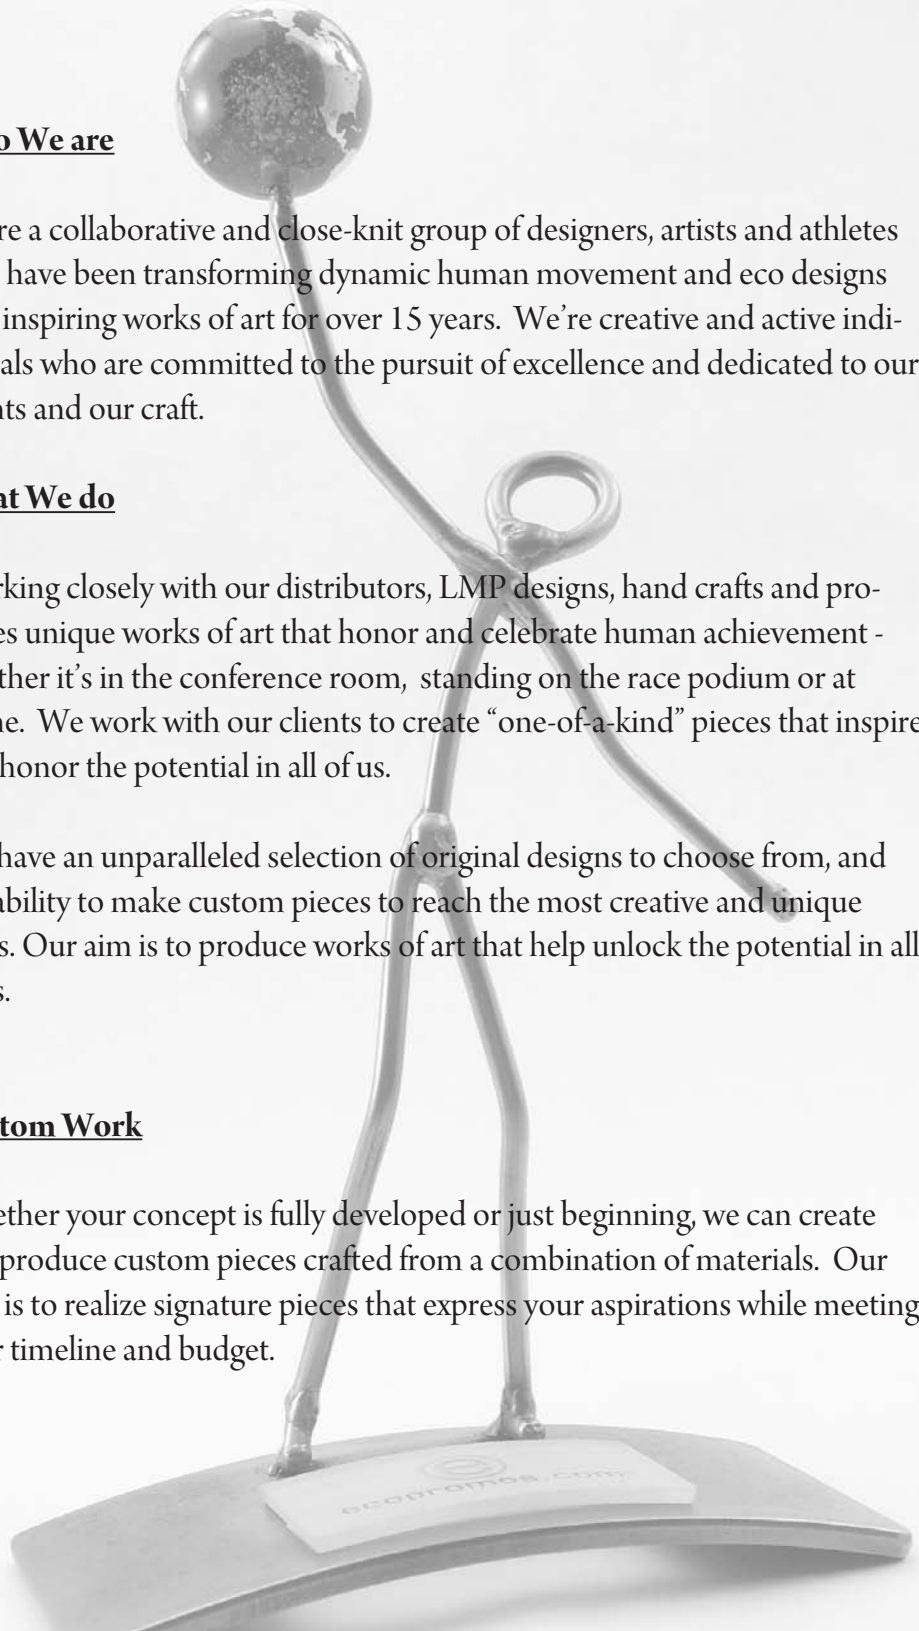 o We are
re a collaborative and close-knit group of designers, artists and athletes
have been transforming dynamic human movement and eco designs
inspiring works of art for over 15 years.  We’re creative and active indi-
als who are committed to the pursuit of excellence and dedicated to our
nts and our craft.
at We do
rking closely with our distributors, LMP designs, hand crafts and pro-
es unique works of art that honor and celebrate human achievement -
ther it’s in the conference room,  standing on the race podium or at
ne.  We work with our clients to create “one-of-a-kind” pieces that inspire
honor the potential in all of us.
have an unparalleled selection of original designs to choose from, and
ability to make custom pieces to reach the most creative and unique
s. Our aim is to produce works of art that help unlock the potential in all
s.
tom Work
ether your concept is fully developed or just beginning, we can create
produce custom pieces crafted from a combination of materials.  Our
is to realize signature pieces that express your aspirations while meeting
r timeline and budget.
ecopromos.com